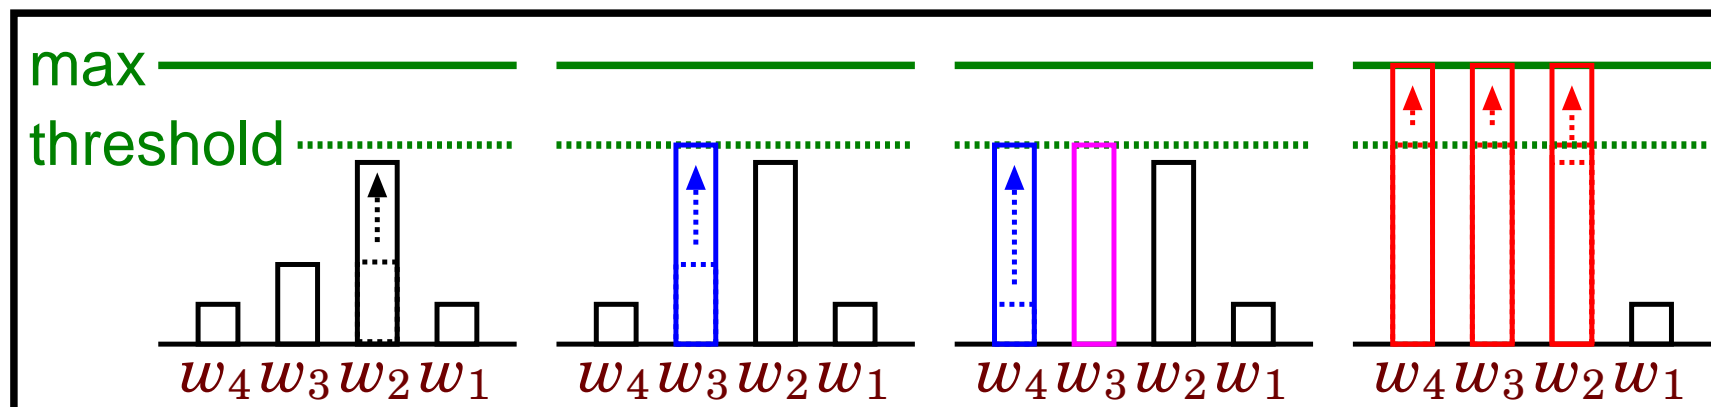 max
threshold
w₄ w₃ w₂ w₁ w₄ w₃ w₂ w₁ w₄ w₃ w₂ w₁ w₄ w₃ w₂ w₁